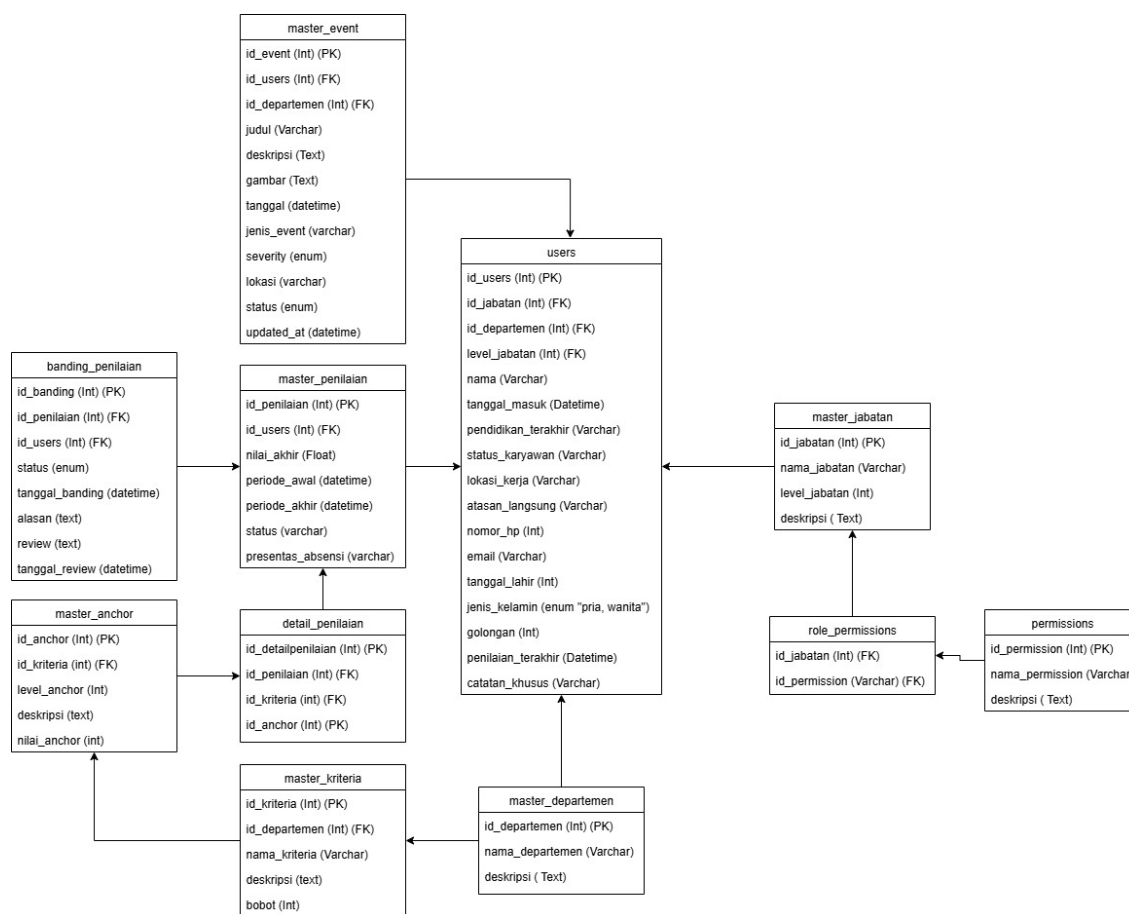 master_event
id_event (Int) (PK)
id_users (Int) (FK)
id_departemen (Int) (FK)
judul (Varchar)
deskripsi (Text)
gambar (Text)
tanggal (datetime)
jenis_event (varchar)
severity (enum)
lokasi (varchar)
status (enum)
updated_at (datetime)
users
id_users (Int) (PK)
id_jabatan (Int) (FK)
id_departemen (Int) (FK)
level_jabatan (Int) (FK)
nama (Varchar)
tanggal_masuk (Datetime)
pendidikan_terakhir (Varchar)
status_karyawan (Varchar)
lokasi_kerja (Varchar)
atasan_langsung (Varchar)
nomor_hp (Int)
email (Varchar)
tanggal_lahir (Int)
jenis_kelamin (enum "pria, wanita")
golongan (Int)
penilaian_terakhir (Datetime)
catatan_khusus (Varchar)
banding_penilaian
id_banding (Int) (PK)
id_penilaian (Int) (FK)
id_users (Int) (FK)
status (enum)
tanggal_banding (datetime)
alasan (text)
review (text)
tanggal_review (datetime)
master_penilaian
id_penilaian (Int) (PK)
id_users (Int) (FK)
nilai_akhir (Float)
periode_awal (datetime)
periode_akhir (datetime)
status (varchar)
presentas_absensi (varchar)
master_jabatan
id_jabatan (Int) (PK)
nama_jabatan (Varchar)
level_jabatan (Int)
deskripsi ( Text)
master_anchor
id_anchor (Int) (PK)
id_kriteria (int) (FK)
level_anchor (Int)
deskripsi (text)
nilai_anchor (int)
detail_penilaian
id_detailpenilaian (Int) (PK)
id_penilaian (Int) (FK)
id_kriteria (int) (FK)
id_anchor (Int) (PK)
role_permissions
id_jabatan (Int) (FK)
id_permission (Varchar) (FK)
permissions
id_permission (Int) (PK)
nama_permission (Varchar
deskripsi ( Text)
master_kriteria
id_kriteria (Int) (PK)
id_departemen (Int) (FK)
nama_kriteria (Varchar)
deskripsi (text)
bobot (Int)
master_departemen
id_departemen (Int) (PK)
nama_departemen (Varchar)
deskripsi ( Text)